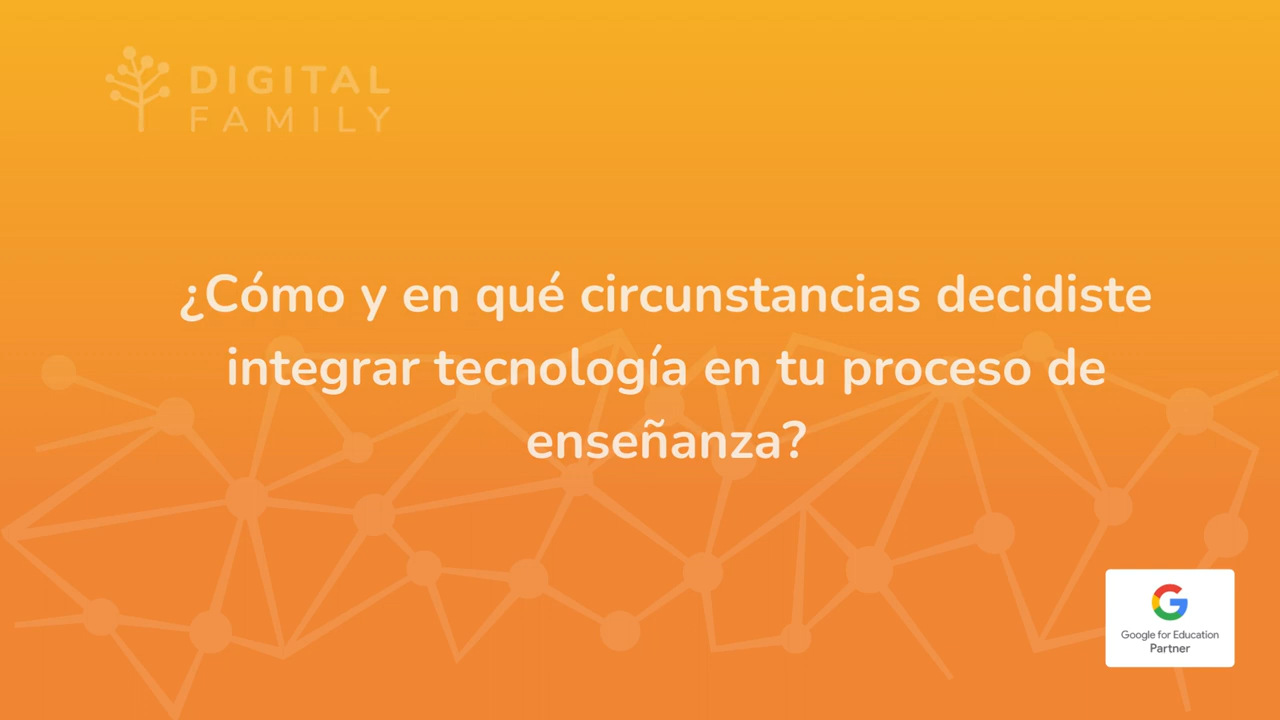 DIGITAL
FAMILY
¿Cómo y en qué circunstancias decidiste
integrar tecnología en tu proceso de
enseñanza?
Google for Education
Partner